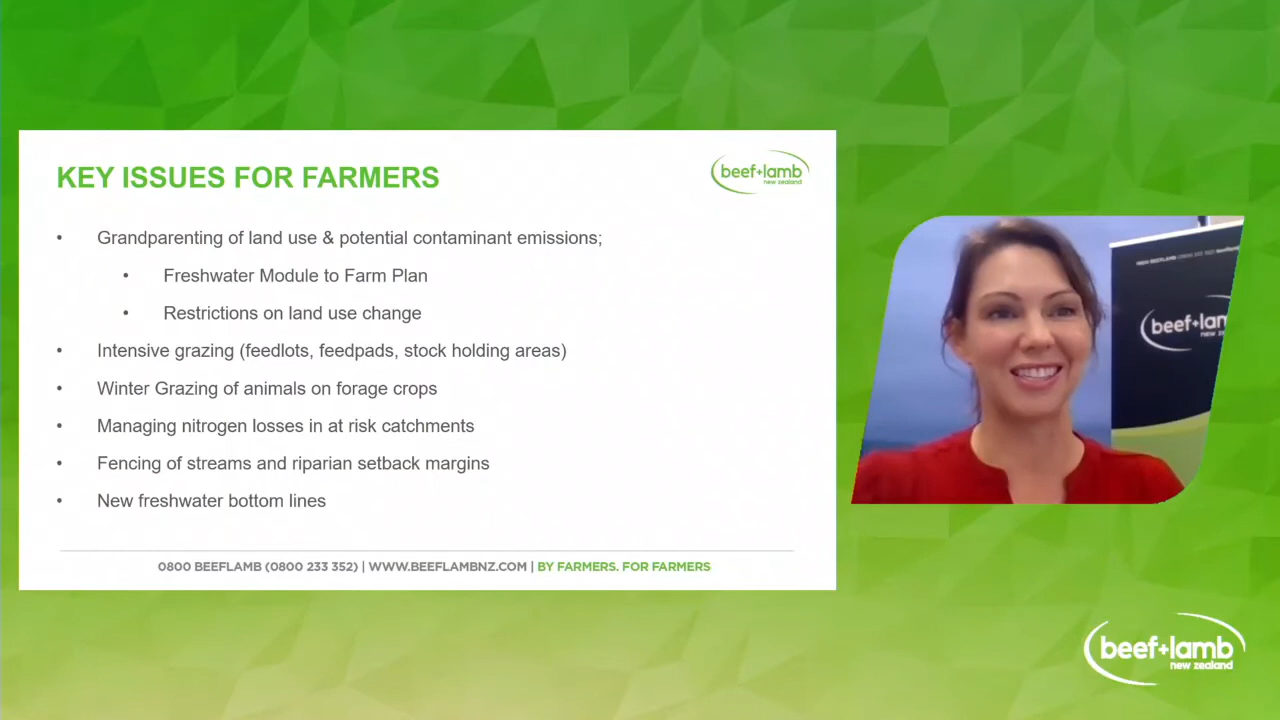 KEY ISSUES FOR FARMERS
beef+lamb
new zealand
• Grandparenting of land use & potential contaminant emissions;
• Freshwater Module to Farm Plan
• Restrictions on land use change
• Intensive grazing (feedlots, feedpads, stock holding areas)
• Winter Grazing of animals on forage crops
• Managing nitrogen losses in at risk catchments
• Fencing of streams and riparian setback margins
• New freshwater bottom lines
0800 BEEFLAMB (0800 233 352) | WWW.BEEFLAMBNZ.COM | BY FARMERS. FOR FARMERS
beef+lam
new
beef+lamb
new zealand